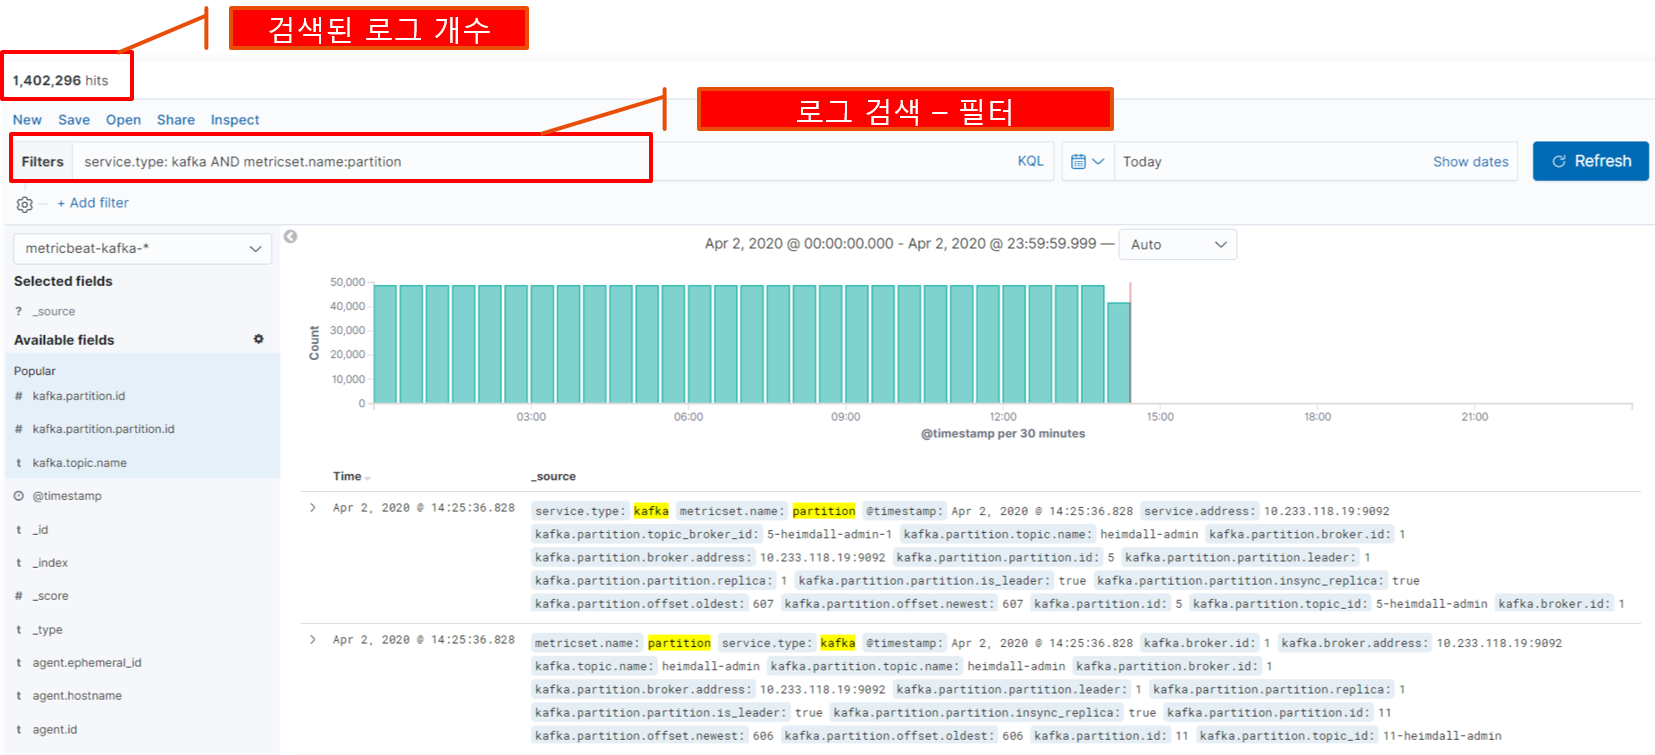 검색된 로그 개수
1,402,296 hits
로그 검색 – 필터
New Save Open Share Inspect
Filters service.type: kafka AND metricset.name:partition KQL Today Show dates Refresh
+ Add filter
metricbeat-kafka-*
Apr 2, 2020 @ 00:00:00.000 - Apr 2, 2020 @ 23:59:59.999 — Auto
Selected fields
? _source
Available fields
Popular
# kafka.partition.id
# kafka.partition.partition.id
t kafka.topic.name
@timestamp
t _id
t _index
# _score
t _type
t agent.ephemeral_id
t agent.hostname
t agent.id
Count
50,000
40,000
30,000
20,000
10,000
0
03:00 06:00 09:00 12:00 15:00 18:00 21:00
@timestamp per 30 minutes
Time _source
Apr 2, 2020 @ 14:25:36.828 service.type: kafka metricset.name: partition @timestamp: Apr 2, 2020 @ 14:25:36.828 service.address: 10.233.118.19:9092
kafka.partition.topic_broker_id: 5-heimdall-admin-1 kafka.partition.topic.name: heimdall-admin kafka.partition.broker.id: 1
kafka.partition.broker.address: 10.233.118.19:9092 kafka.partition.partition.id: 5 kafka.partition.partition.leader: 1
kafka.partition.partition.replica: 1 kafka.partition.partition.is_leader: true kafka.partition.partition.insync_replica: true
kafka.partition.offset.oldest: 607 kafka.partition.offset.newest: 607 kafka.partition.id: 5 kafka.partition.topic_id: 5-heimdall-admin kafka.broker.id: 1
Apr 2, 2020 @ 14:25:36.828 metricset.name: partition service.type: kafka @timestamp: Apr 2, 2020 @ 14:25:36.828 kafka.broker.id: 1 kafka.broker.address: 10.233.118.19:9092
kafka.topic.name: heimdall-admin kafka.partition.topic.name: heimdall-admin kafka.partition.broker.id: 1
kafka.partition.broker.address: 10.233.118.19:9092 kafka.partition.partition.leader: 1 kafka.partition.partition.replica: 1
kafka.partition.partition.is_leader: true kafka.partition.partition.insync_replica: true kafka.partition.partition.id: 11
kafka.partition.offset.newest: 606 kafka.partition.offset.oldest: 606 kafka.partition.id: 11 kafka.partition.topic_id: 11-heimdall-admin